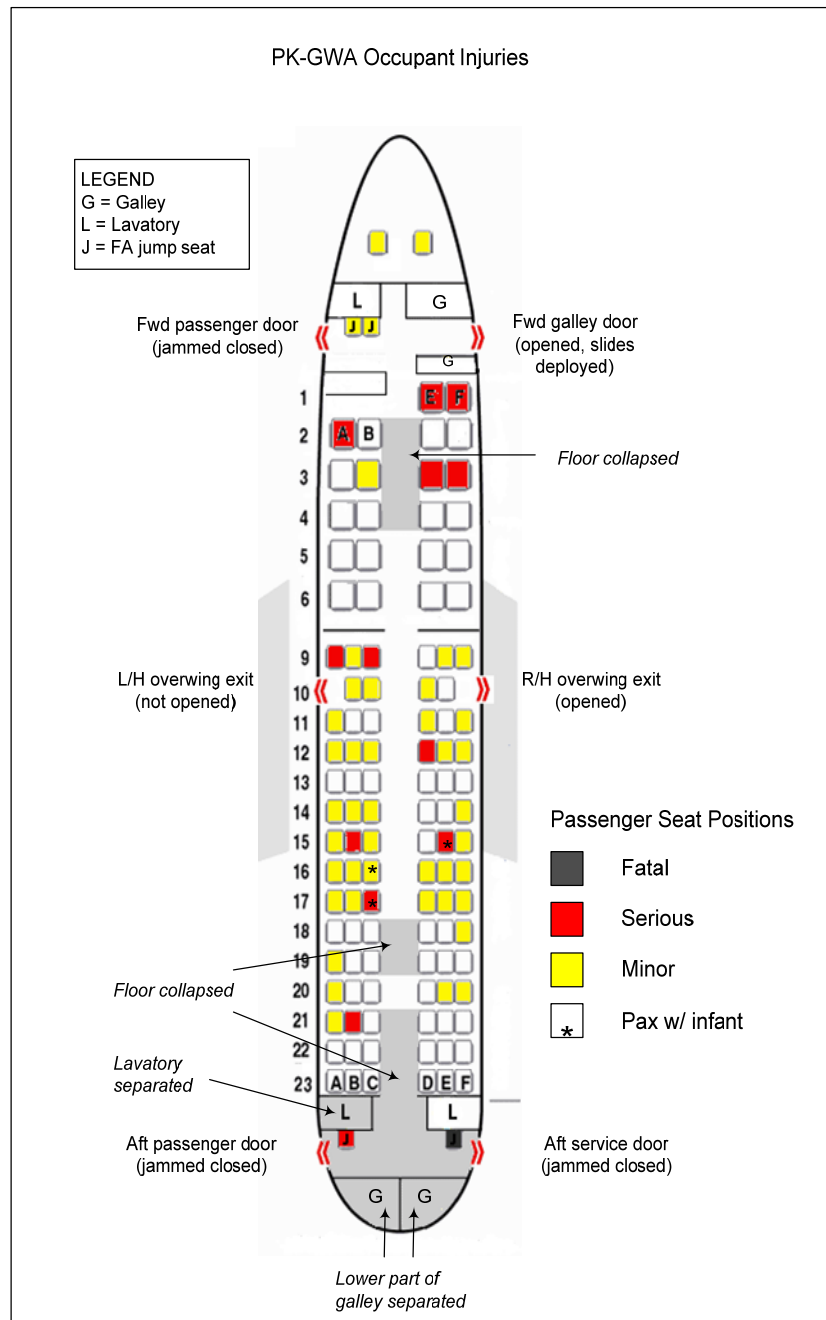 PK-GWA Occupant Injuries
LEGEND
G = Galley
L = Lavatory
J = FA jump seat
L
G
J J
Fwd passenger door
(jammed closed)
Fwd galley door
(opened, slides
deployed)
G
1
E F
2
A B
Floor collapsed
3
4
5
6
9
L/H overwing exit
(not opened)
10
R/H overwing exit
(opened)
11
12
13
14
Passenger Seat Positions
15
*
Fatal
16
*
17
*
Serious
18
19
Minor
Floor collapsed
20
21
* Pax w/ infant
22
Lavatory
separated
23
A B C
D E F
L
L
J
J
Aft passenger door
(jammed closed)
Aft service door
(jammed closed)
G
G
Lower part of
galley separated